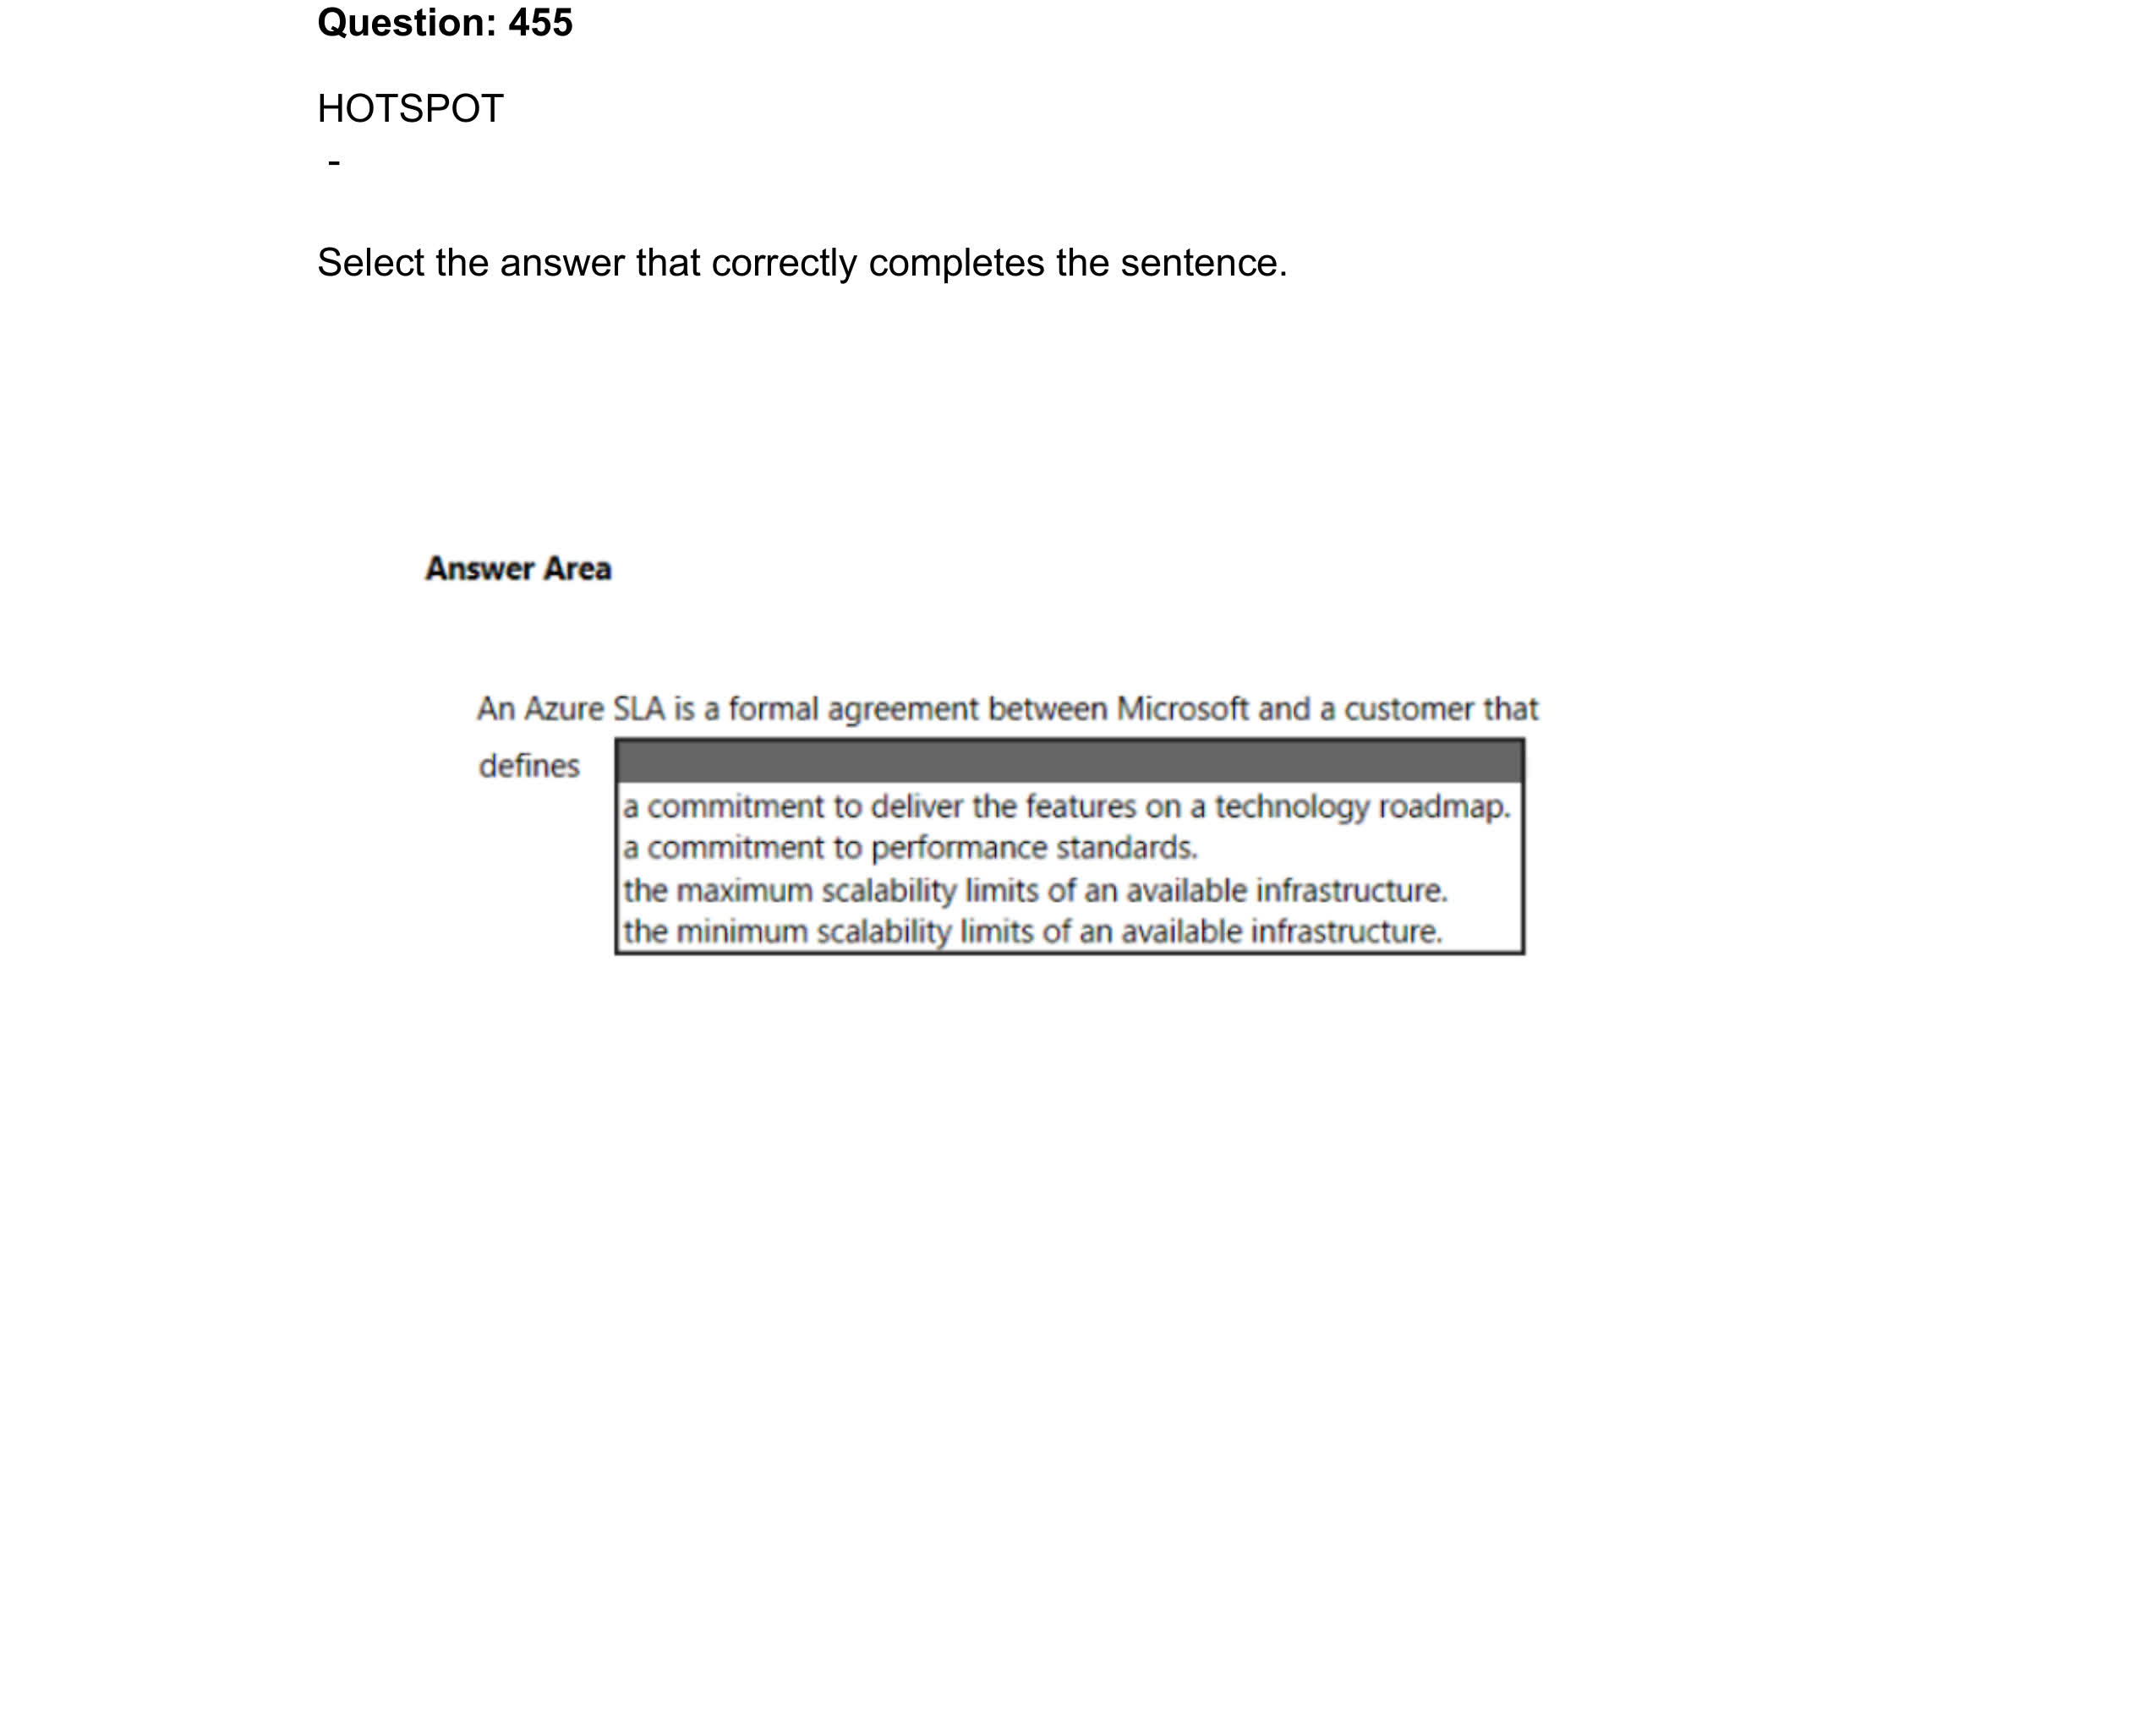 Question: 455
HOTSPOT
-
Select the answer that correctly completes the sentence.
Answer Area
An Azure SLA is a formal agreement between Microsoft and a customer that
defines
a commitment to deliver the features on a technology roadmap.
a commitment to performance standards.
the maximum scalability limits of an available infrastructure.
the minimum scalability limits of an available infrastructure.